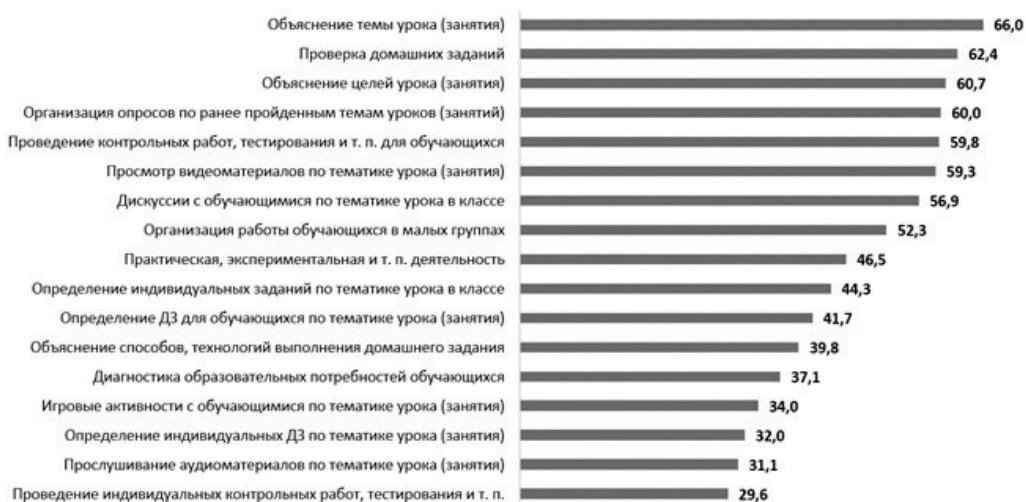 Объяснение темы урока (занятия) 66,0
Проверка домашних заданий 62,4
Объяснение целей урока (занятия) 60,7
Организация опросов по ранее пройденным темам уроков (занятий) 60,0
Проведение контрольных работ, тестирования и т. п. для обучающихся 59,8
Просмотр видеоматериалов по тематике урока (занятия) 59,3
Дискуссии с обучающимися по тематике урока в классе 56,9
Организация работы обучающихся в малых группах 52,3
Практическая, экспериментальная и т. п. деятельность 46,5
Определение индивидуальных заданий по тематике урока в классе 44,3
Определение ДЗ для обучающихся по тематике урока (занятия) 41,7
Объяснение способов, технологий выполнения домашнего задания 39,8
Диагностика образовательных потребностей обучающихся 37,1
Игровые активности с обучающимися по тематике урока (занятия) 34,0
Определение индивидуальных ДЗ по тематике урока (занятия) 32,0
Прослушивание аудиоматериалов по тематике урока (занятия) 31,1
Проведение индивидуальных контрольных работ, тестирования и т. п. 29,6